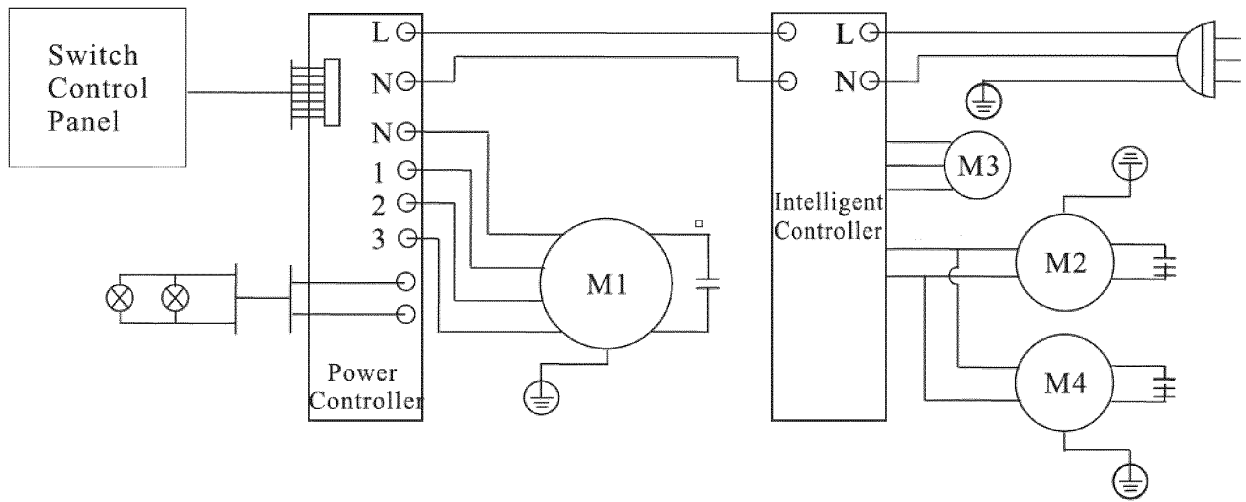 Switch
Control
Panel
L
N
N
1
2
3
Power
Controller
M1
L
N
Intelligent
Controller
M3
M2
M4